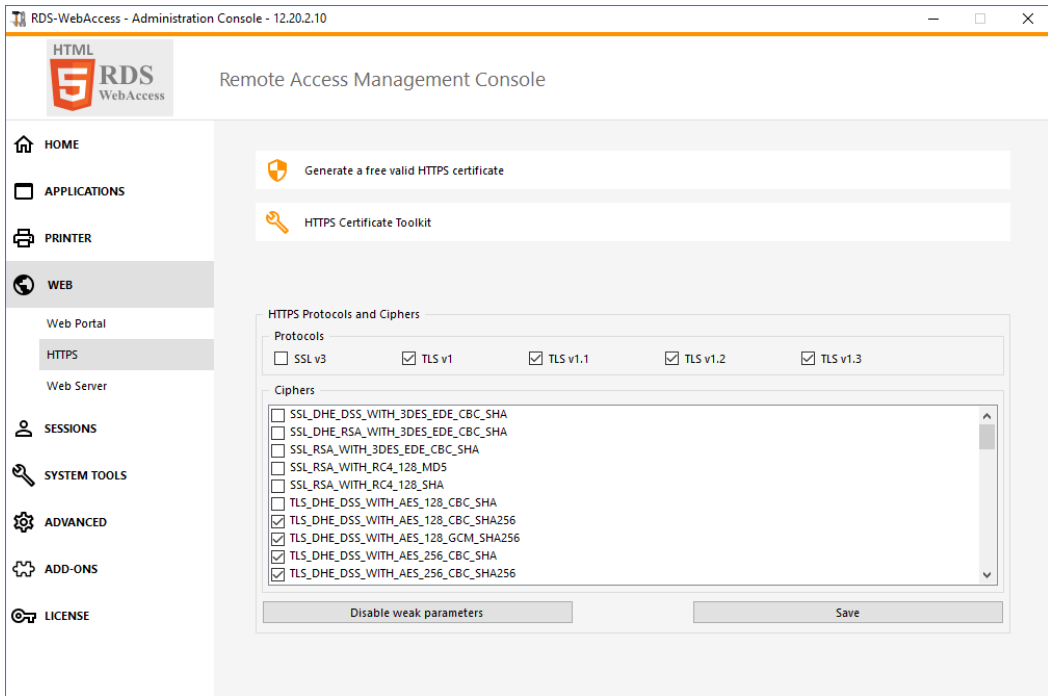 RDS-WebAccess - Administration Console - 12.20.2.10
HTML
5 RDS
WebAccess
Remote Access Management Console
HOME
APPLICATIONS
PRINTER
WEB
Web Portal
HTTPS
Web Server
SESSIONS
SYSTEM TOOLS
ADVANCED
ADD-ONS
LICENSE
Generate a free valid HTTPS certificate
HTTPS Certificate Toolkit
HTTPS Protocols and Ciphers
Protocols
SSL v3 TLS v1 TLS v1.1 TLS v1.2 TLS v1.3
Ciphers
SSL_DHE_DSS_WITH_3DES_EDE_CBC_SHA
SSL_DHE_RSA_WITH_3DES_EDE_CBC_SHA
SSL_RSA_WITH_3DES_EDE_CBC_SHA
SSL_RSA_WITH_RC4_128_MD5
SSL_RSA_WITH_RC4_128_SHA
TLS_DHE_DSS_WITH_AES_128_CBC_SHA
TLS_DHE_DSS_WITH_AES_128_CBC_SHA256
TLS_DHE_DSS_WITH_AES_128_GCM_SHA256
TLS_DHE_DSS_WITH_AES_256_CBC_SHA
TLS_DHE_DSS_WITH_AES_256_CBC_SHA256
Disable weak parameters Save